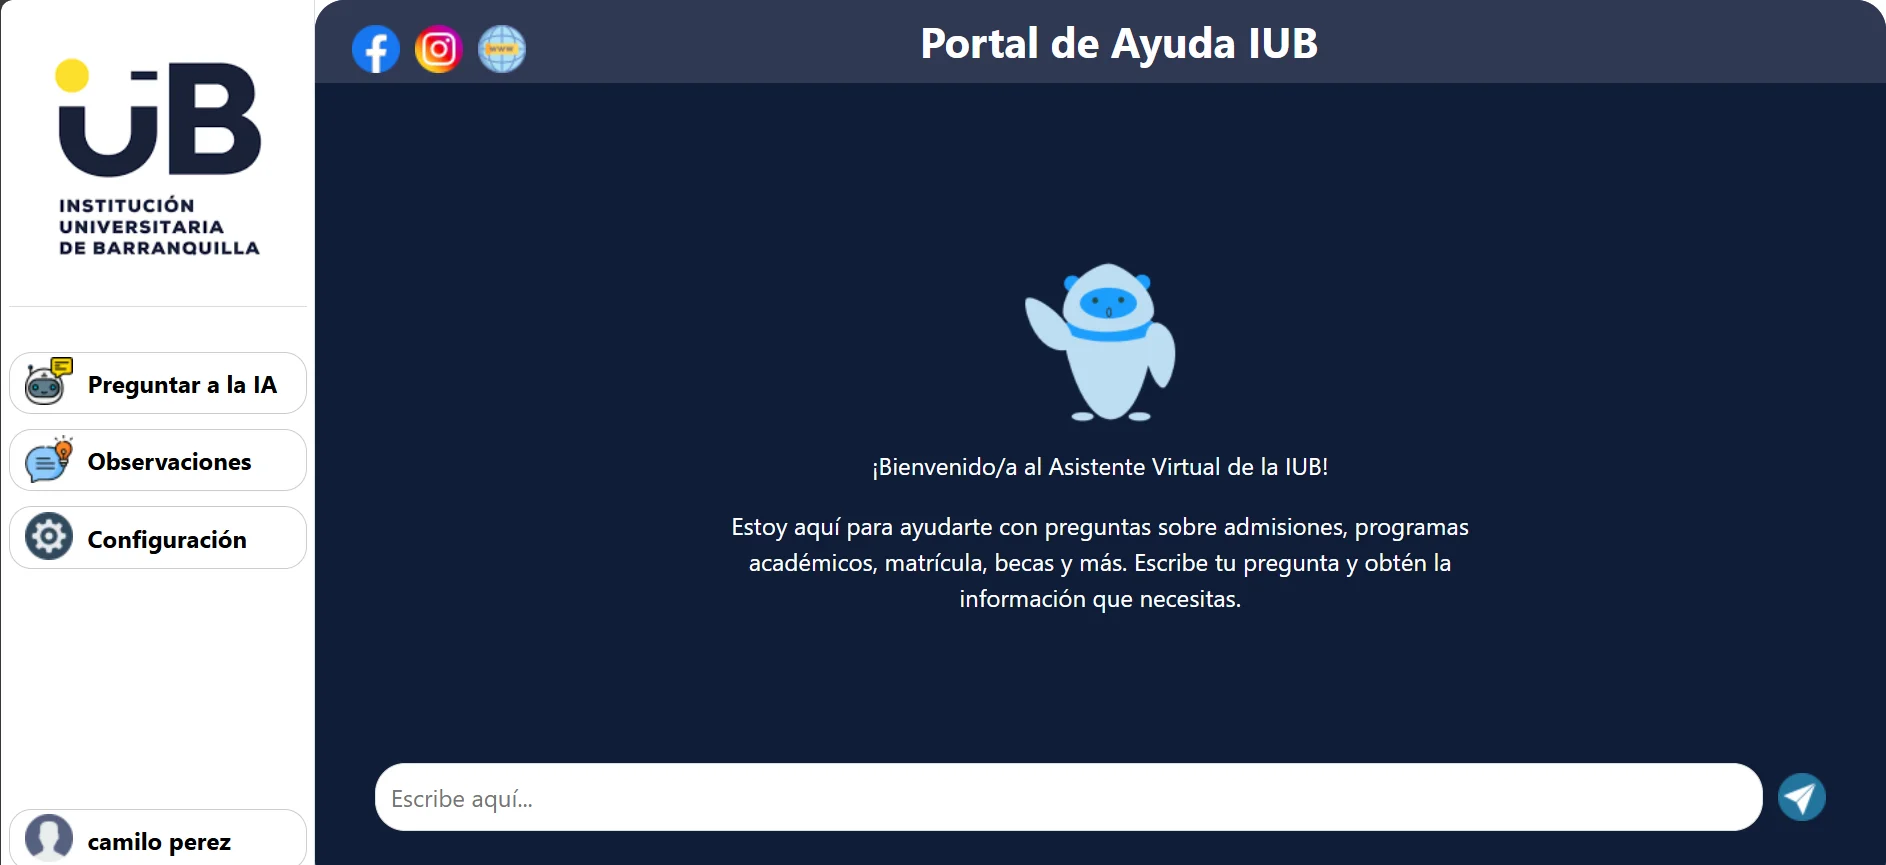 IUB
INSTITUCIÓN
UNIVERSITARIA
DE BARRANQUILLA
Preguntar a la IA
Observaciones
Configuración
camilo perez
Portal de Ayuda IUB
www
¡Bienvenido/a al Asistente Virtual de la IUB!
Estoy aquí para ayudarte con preguntas sobre admisiones, programas
académicos, matrícula, becas y más. Escribe tu pregunta y obtén la
información que necesitas.
Escribe aquí...